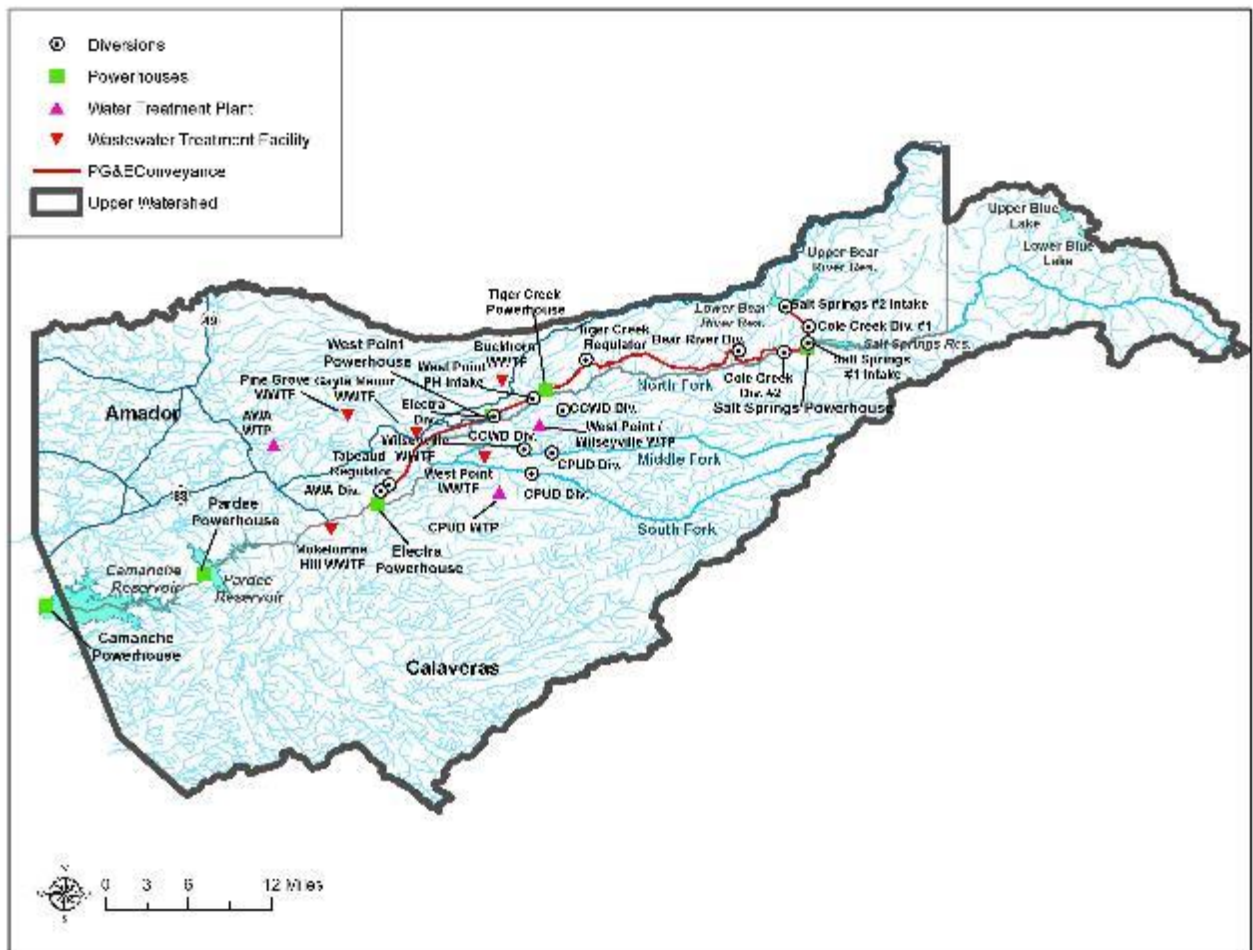 Diversions
Powerhouses
Water Treatment Plant
Wastewater Treatment Facility
PG&EConveyance
Upper Watershed
Upper Blue
Lake
Lower Blue
Lake
Upper Bear
River Res.
Lower Bear
River Res.
Salt Springs #2 Intake
Cole Creek Div. #1
Salt Springs Res.
Salt Springs
#1 Intake
Tiger Creek
Powerhouse
Tiger Creek
Regulator
Bear River Div.
Cole Creek
Div. #2
Salt Springs Powerhouse
North Fork
49
West Point
Powerhouse
Buckhorn
WWTF
West Point
PH Intake
Pine Grove
WWTF
Gayla Manor
WWTF
Electra
Div.
CCWD Div.
West Point /
Wilseyville WTP
Amador
AWA
WTP
CCWD Div.
Wilseyville
WWTF
Middle Fork
CPUD Div.
Tabeaud
Regulator
West Point
WWTF
CPUD Div.
AWA Div.
88
Pardee
Powerhouse
CPUD WTP
South Fork
Mokelumne
Hill WWTF
Electra
Powerhouse
Camanche
Reservoir
Pardee
Reservoir
Camanche
Powerhouse
Calaveras
N
S
0 3 6 12 Miles